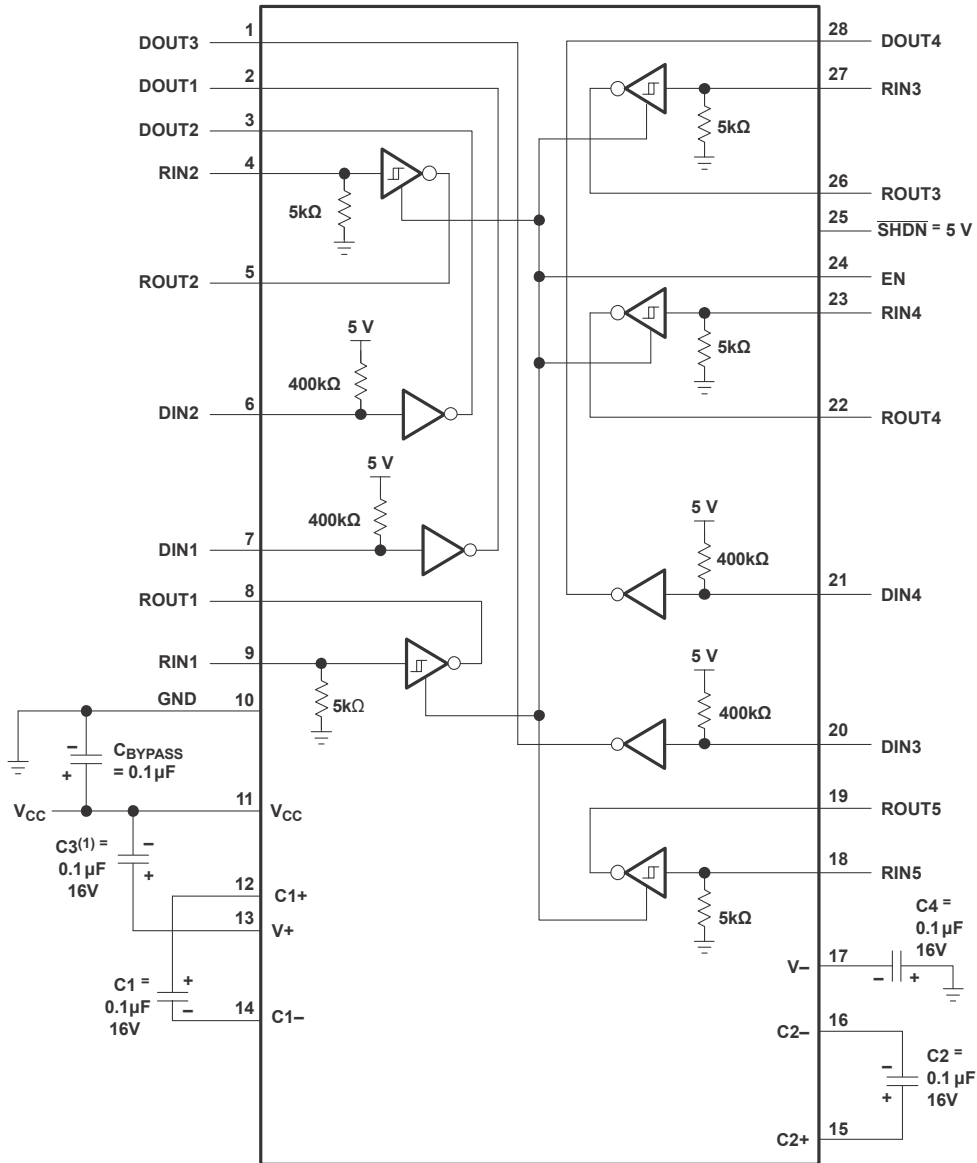 1
DOUT3
2
DOUT1
3
DOUT2
4
RIN2
5kΩ
5
ROUT2
5 V
400kΩ
6
DIN2
5 V
400kΩ
7
DIN1
8
ROUT1
9
RIN1
5kΩ
GND
10
– CBYPASS
+ = 0.1µF
11
VCC
VCC
C3(1) =
0.1µF
16V
–
+
12
C1+
13
V+
C1 =
0.1µF
16V
+
–
14
C1–
28
DOUT4
27
RIN3
5kΩ
26
ROUT3
25
SHDN = 5 V
24
EN
23
RIN4
5kΩ
22
ROUT4
5 V
400kΩ
21
DIN4
5 V
400kΩ
20
DIN3
19
ROUT5
18
RIN5
5kΩ
C4 =
0.1µF
16V
17
V–
– +
16
C2–
C2 =
0.1µF
16V
–
+
15
C2+